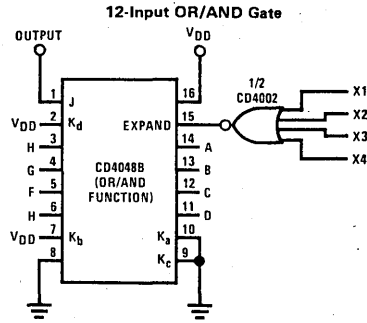 12-Input OR/AND Gate
OUTPUT
VDD
1/2
CD4002
1 J
16
X1
VDD 2 Kd
EXPAND 15
X2
H 3
14 A
X3
G 4
CD4048B
13 B
X4
F 5
(OR/AND
12 C
H 6
FUNCTION)
11 D
VDD 7 Kb
Ka 10
8
Kc 9